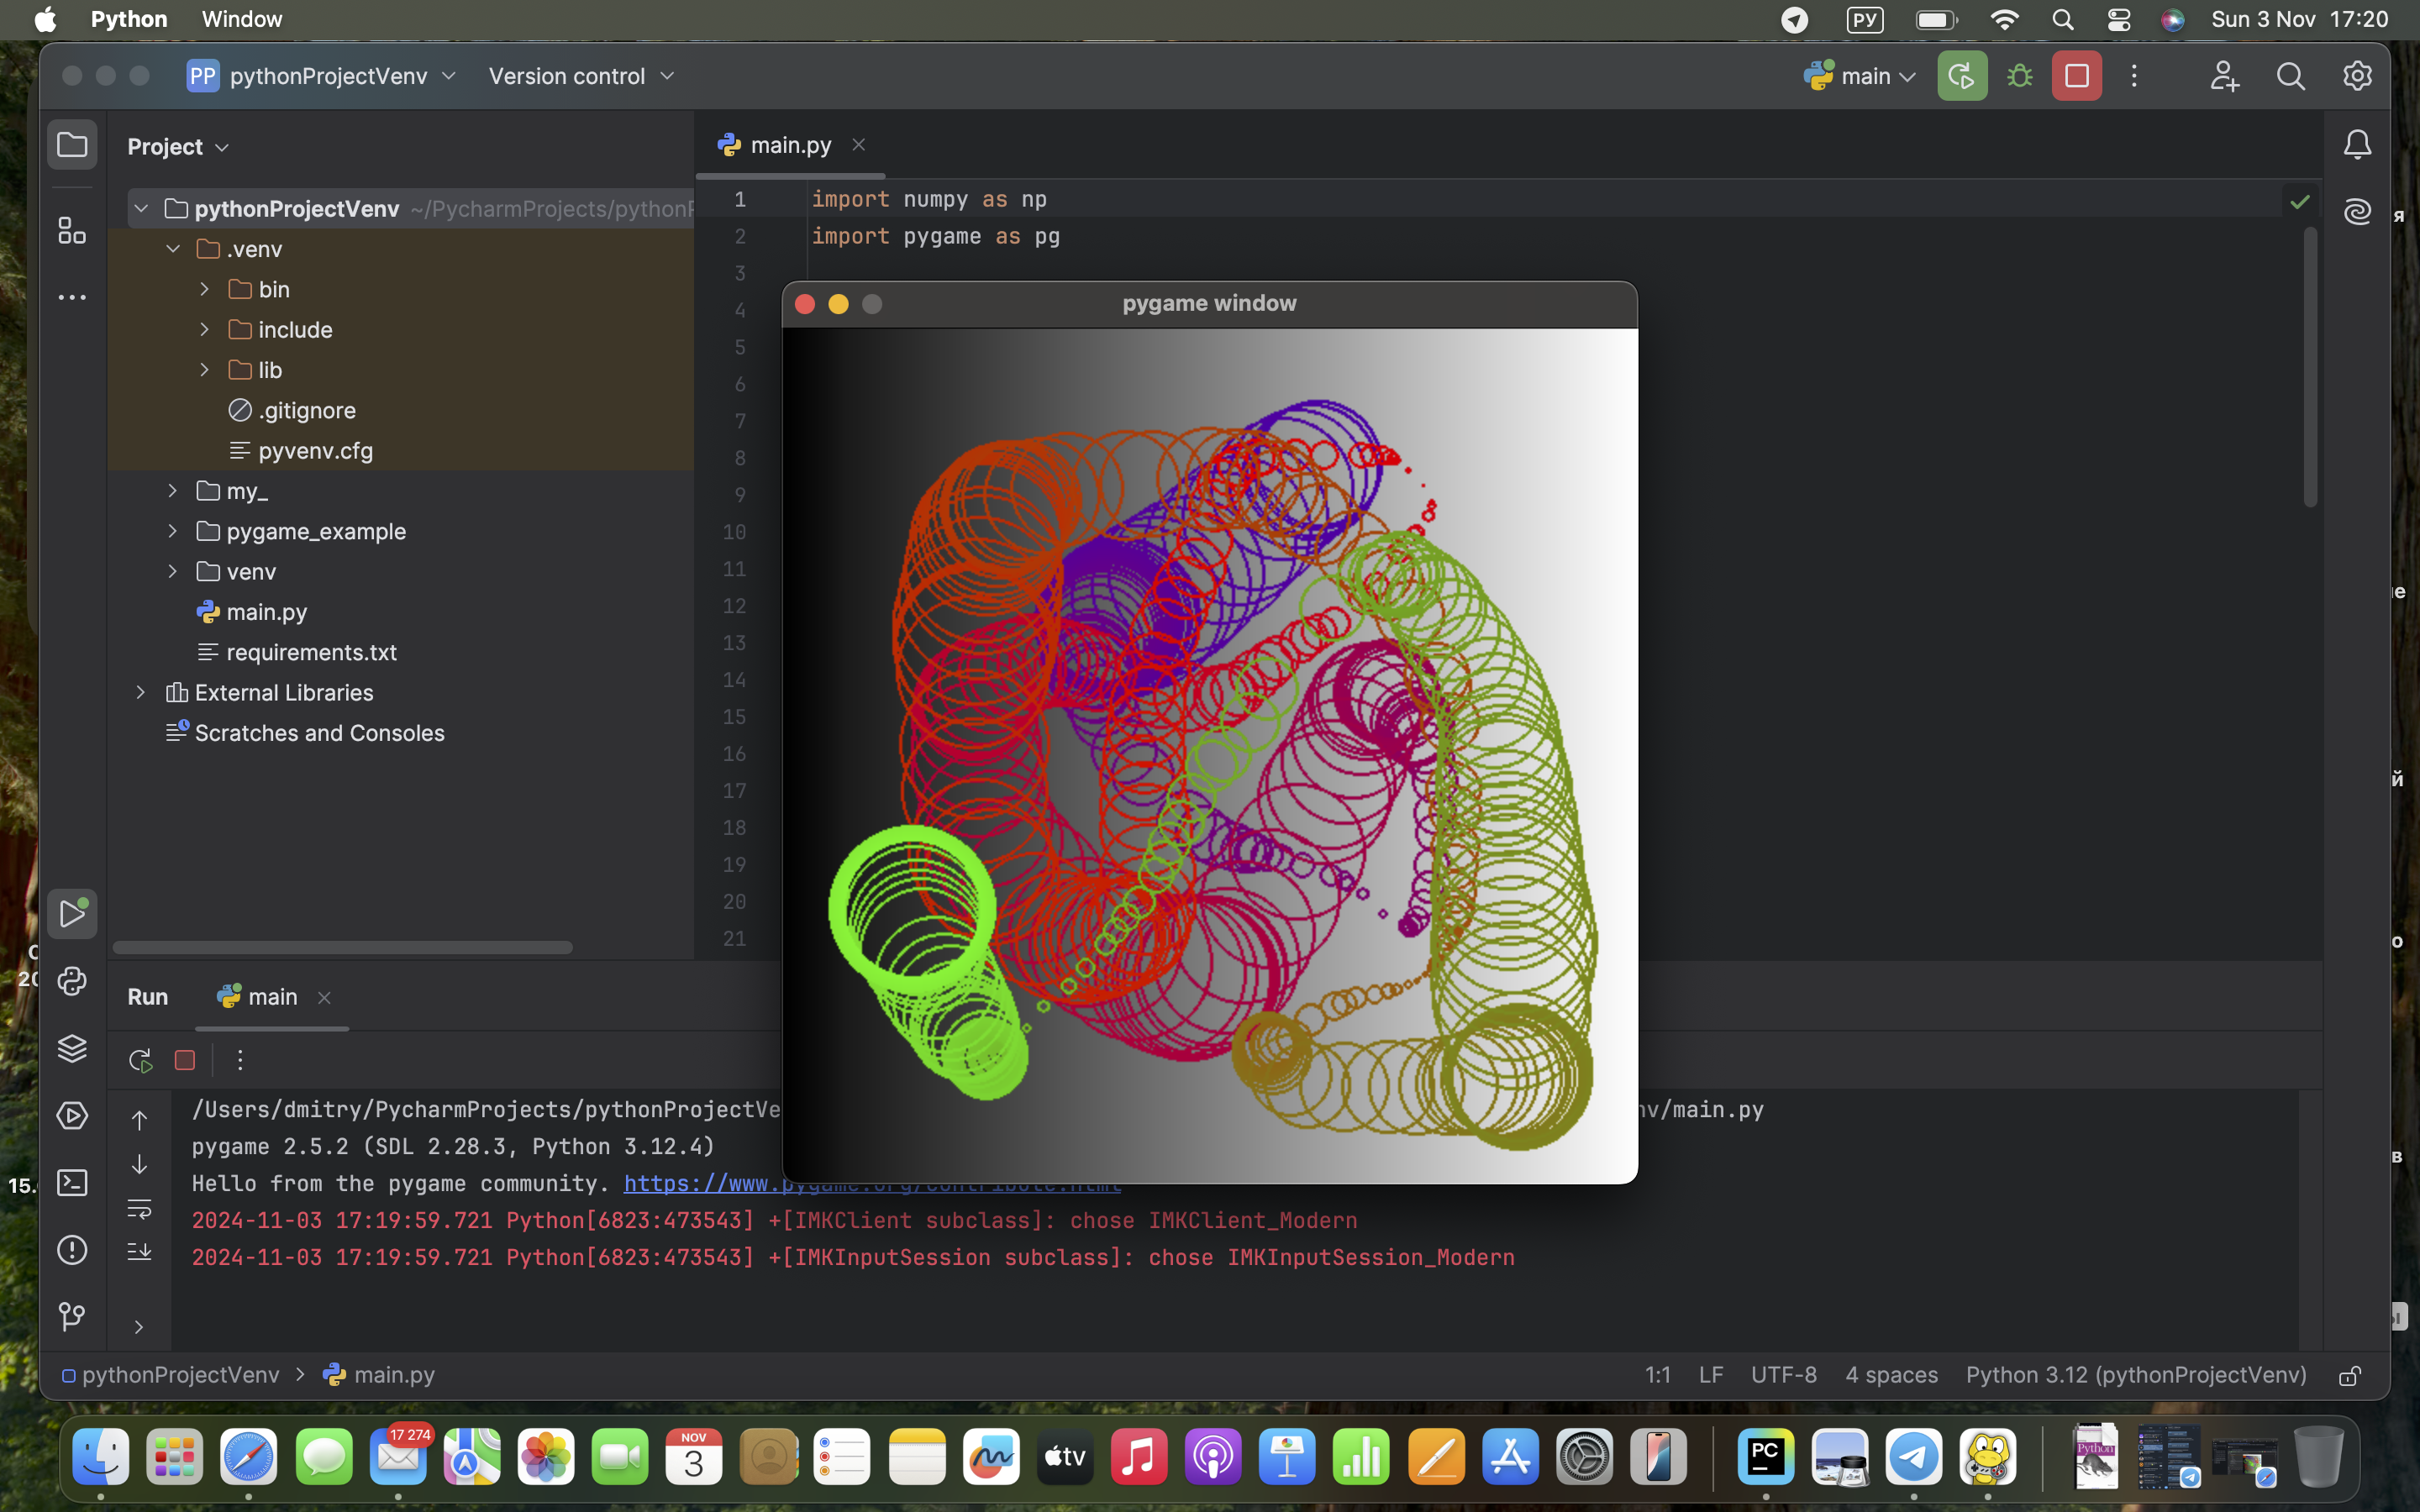 Python Window
РУ
Sun 3 Nov 17:20
PP pythonProjectVenv Version control
main
Project
main.py
pythonProjectVenv ~/PycharmProjects/pythonP
.venv
bin
include
lib
.gitignore
pyvenv.cfg
my_
pygame_example
venv
main.py
requirements.txt
External Libraries
Scratches and Consoles
1 import numpy as np
2 import pygame as pg
3
4
5
6
7
8
9
10
11
12
13
14
15
16
17
18
19
20
21
pygame window
Run main
/Users/dmitry/PycharmProjects/pythonProjectVe
nv/main.py
pygame 2.5.2 (SDL 2.28.3, Python 3.12.4)
Hello from the pygame community. https://www.pygame.org/contribute.html
2024-11-03 17:19:59.721 Python[6823:473543] +[IMKClient subclass]: chose IMKClient_Modern
2024-11-03 17:19:59.721 Python[6823:473543] +[IMKInputSession subclass]: chose IMKInputSession_Modern
pythonProjectVenv main.py
1:1 LF UTF-8 4 spaces Python 3.12 (pythonProjectVenv)
я
й
о
в
15.
17 274
NOV
3
tv
PC
Python